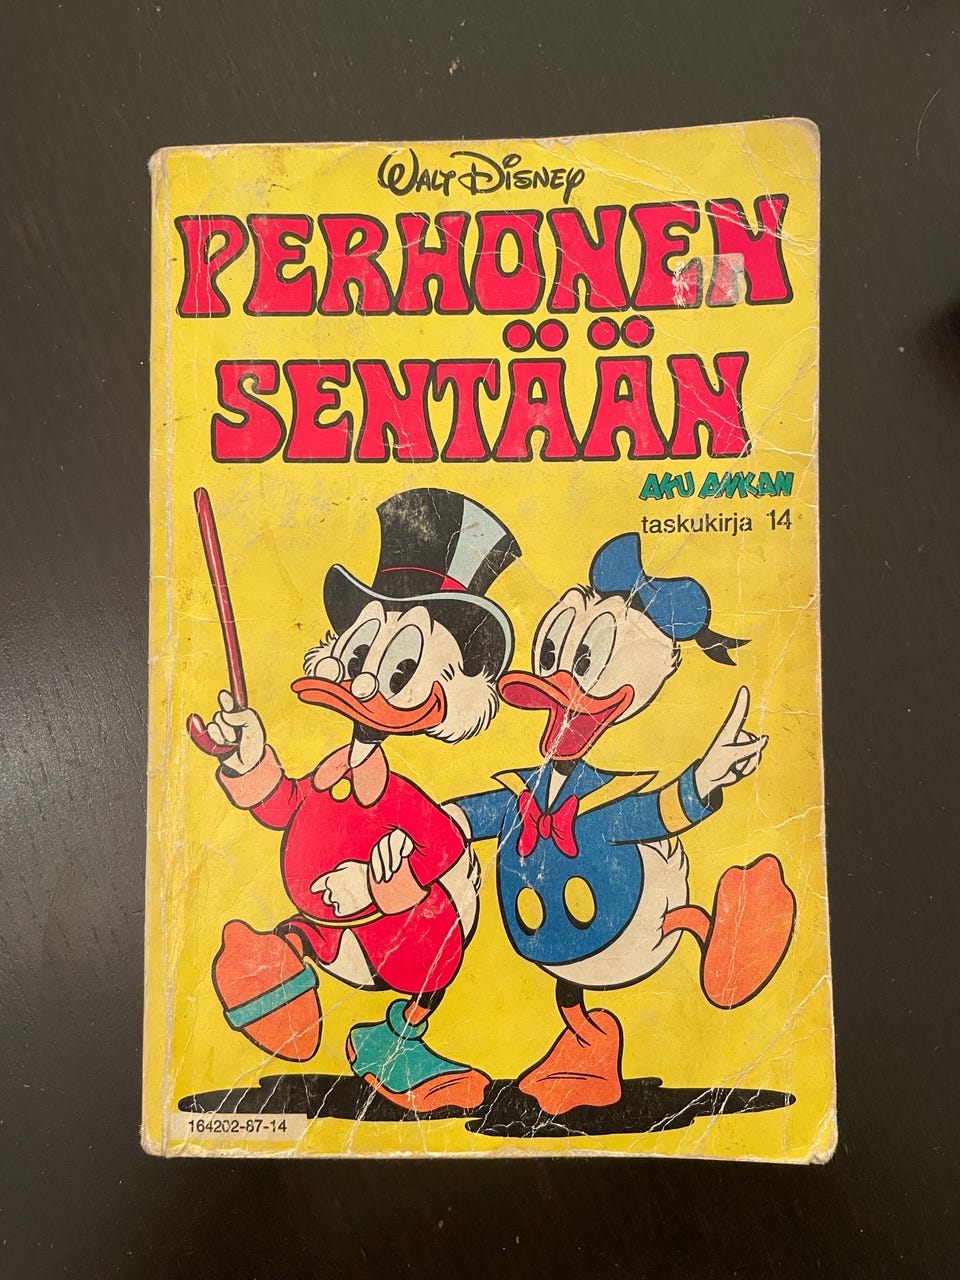 Walt Disney
PERHONEN
SENTÄÄN
AKU ANKAN
taskukirja 14
164202-87-14